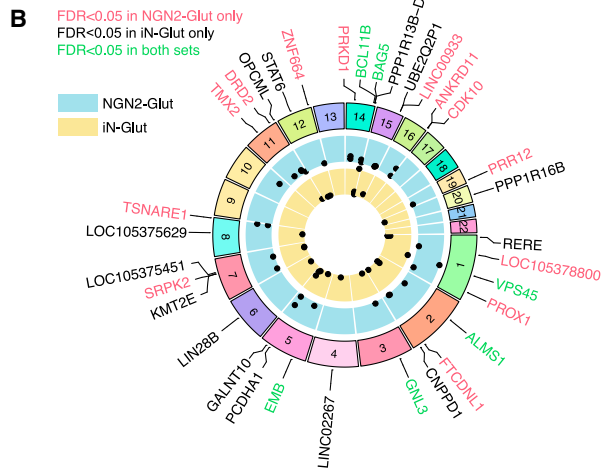 B
FDR<0.05 in NGN2-Glut only
FDR<0.05 in iN-Glut only
FDR<0.05 in both sets
NGN2-Glut
iN-Glut
PRKD1
BCL11B
BAG5
PPP1R13B-D
UBE2Q2P1
LINC00933
ANKRD11
CDK10
PRR12
PPP1R16B
RERE
LOC105378800
VPS45
PROX1
ALMS1
FTCDNL1
CNPPD1
GNL3
LINC02267
EMB
PCDHA1
GALNT10
LIN28B
KMT2E
SRPK2
LOC105375451
LOC105375629
TSNARE1
TMX2
DRD2
OPCML
STAT6
ZNF664
1
2
3
4
5
6
7
8
9
10
11
12
13
14
15
16
17
18
19
20
21
22